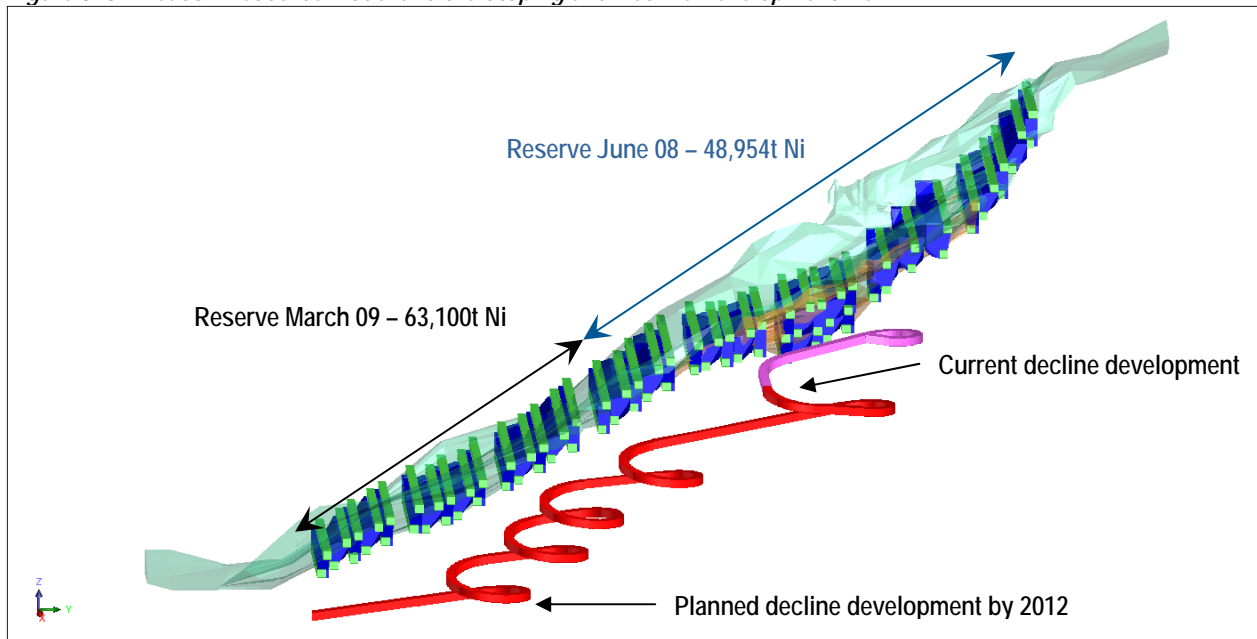 Reserve June 08 – 48,954t Ni
Reserve March 09 – 63,100t Ni
Current decline development
Planned decline development by 2012
Z
Y
X